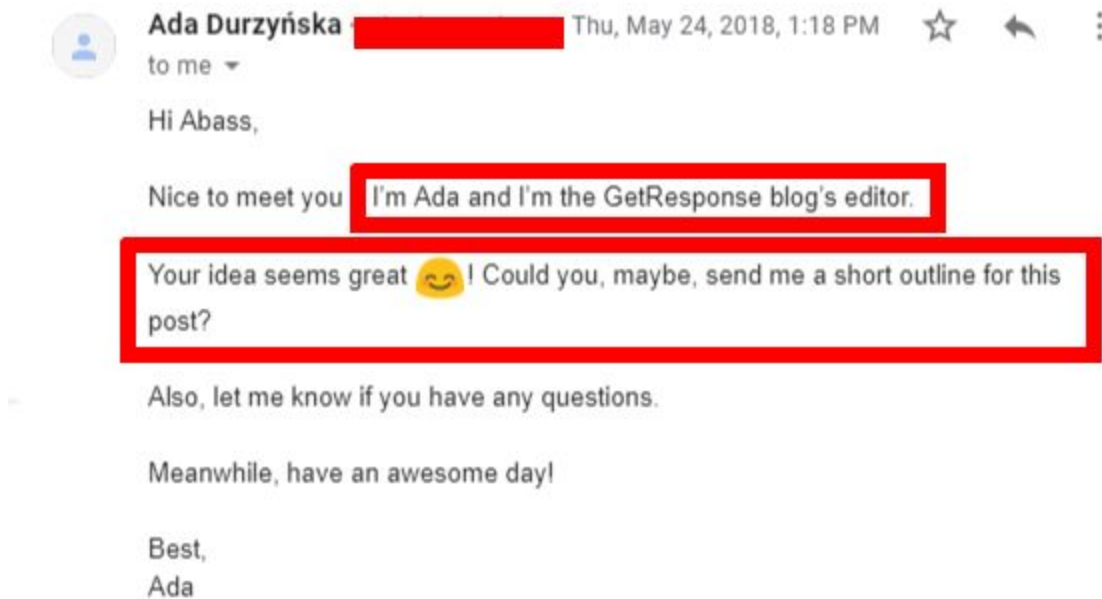 Ada Durzyńska Thu, May 24, 2018, 1:18 PM
to me
Hi Abass,
Nice to meet you I'm Ada and I'm the GetResponse blog's editor.
Your idea seems great 😊! Could you, maybe, send me a short outline for this
post?
Also, let me know if you have any questions.
Meanwhile, have an awesome day!
Best,
Ada